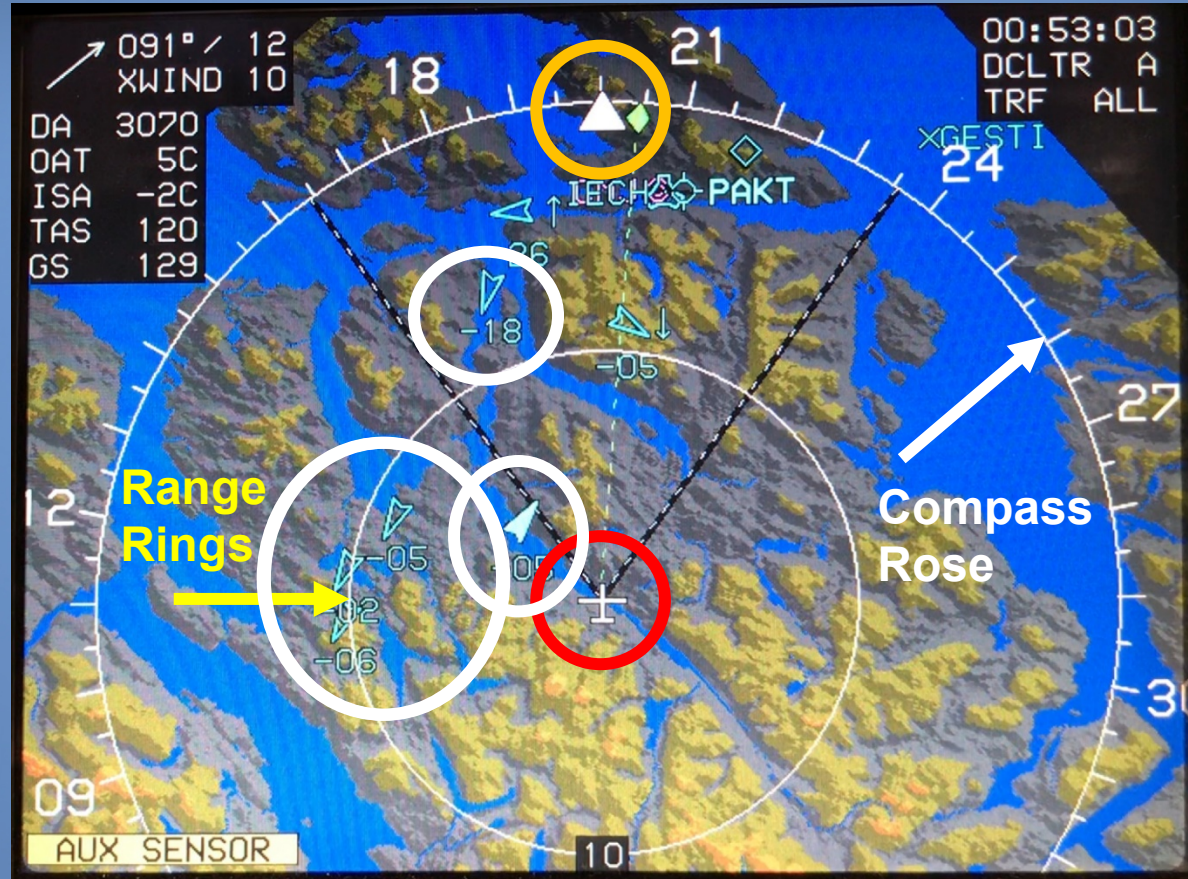 091°/ 12
XWIND 10
DA 3070
OAT 5C
ISA -2C
TAS 120
GS 129
00:53:03
DCLTR A
TRF ALL
18
21
24
XGESTI
PAKT
26
-18
-05
27
12
Range
Rings
Compass
Rose
-05
-05
-02
-06
30
09
AUX SENSOR
10